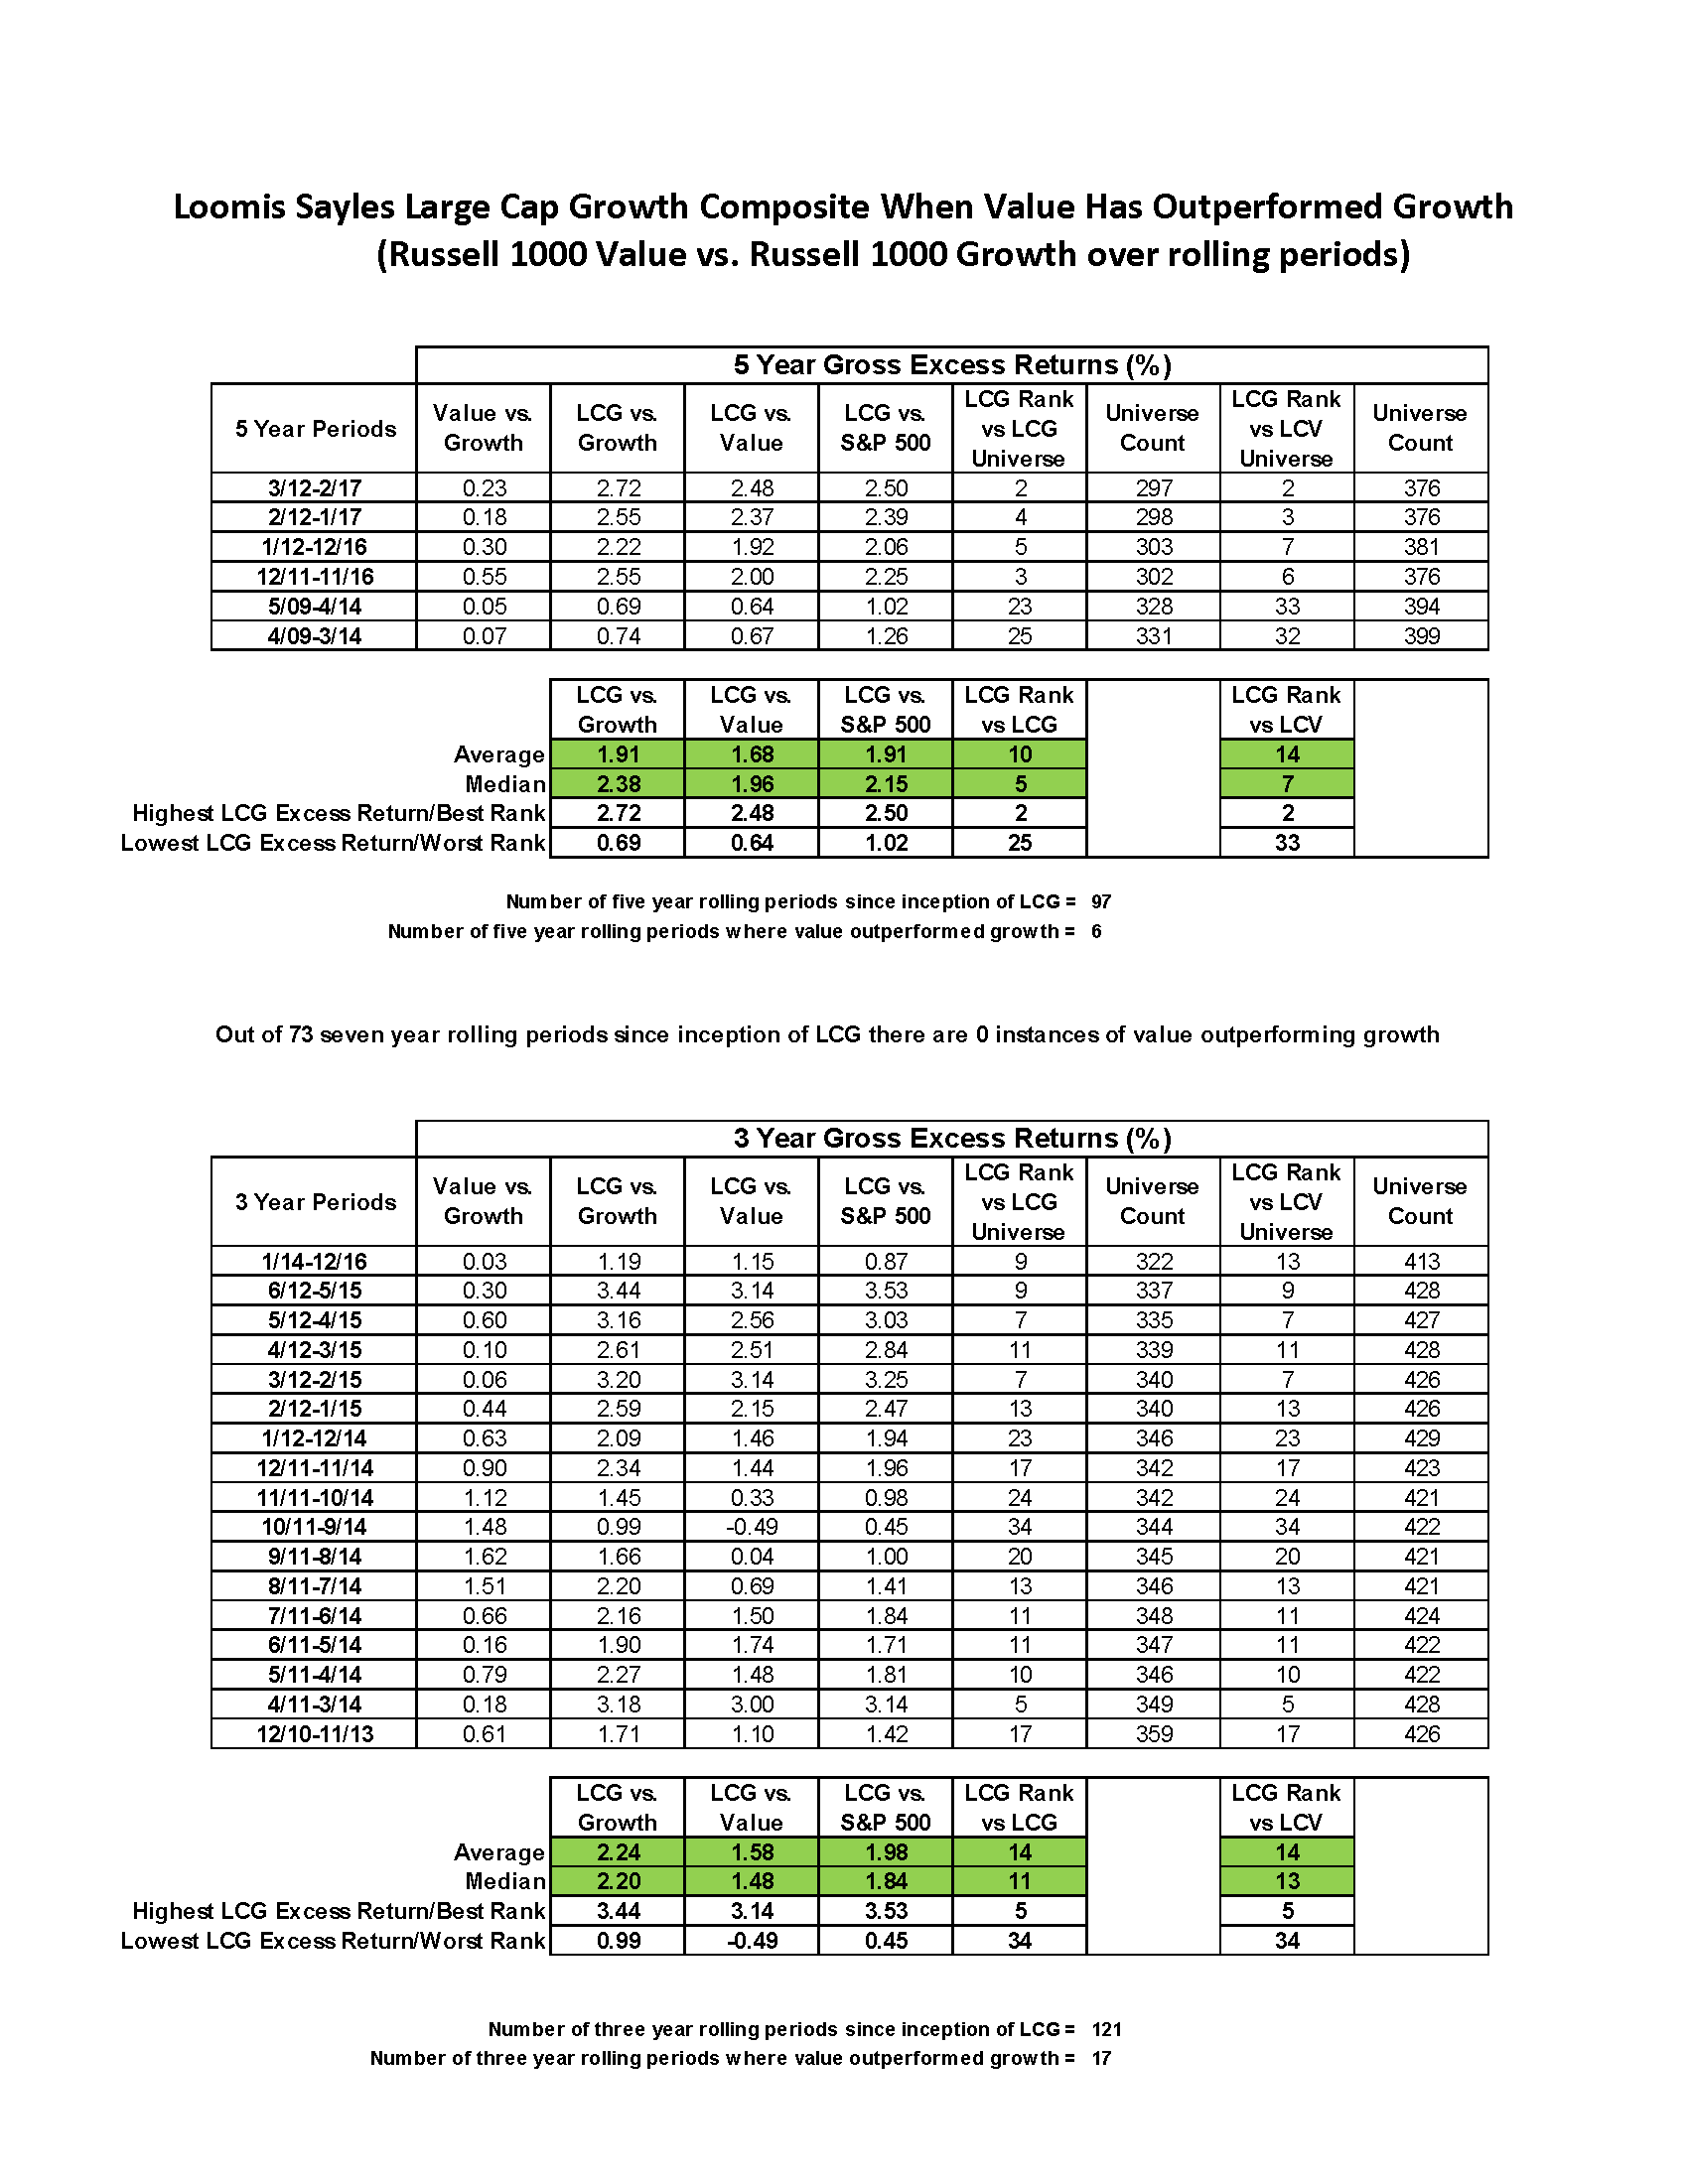 Loomis Sayles Large Cap Growth Composite When Value Has Outperformed Growth
(Russell 1000 Value vs. Russell 1000 Growth over rolling periods)
5 Year Gross Excess Returns (%)
5 Year Periods Value vs. Growth LCG vs. Growth LCG vs. Value LCG vs. S&P 500 LCG Rank vs LCG Universe Universe Count LCG Rank vs LCV Universe Universe Count
3/12-2/17 0.23 2.72 2.48 2.50 2 297 2 376
2/12-1/17 0.18 2.55 2.37 2.39 4 298 3 376
1/12-12/16 0.30 2.22 1.92 2.06 5 303 7 381
12/11-11/16 0.55 2.55 2.00 2.25 3 302 6 376
5/09-4/14 0.05 0.69 0.64 1.02 23 328 33 394
4/09-3/14 0.07 0.74 0.67 1.26 25 331 32 399
LCG vs. Growth LCG vs. Value LCG vs. S&P 500 LCG Rank vs LCG LCG Rank vs LCV
Average 1.91 1.68 1.91 10 14
Median 2.38 1.96 2.15 5 7
Highest LCG Excess Return/Best Rank 2.72 2.48 2.50 2 2
Lowest LCG Excess Return/Worst Rank 0.69 0.64 1.02 25 33
Number of five year rolling periods since inception of LCG = 97
Number of five year rolling periods where value outperformed growth = 6
Out of 73 seven year rolling periods since inception of LCG there are 0 instances of value outperforming growth
3 Year Gross Excess Returns (%)
3 Year Periods Value vs. Growth LCG vs. Growth LCG vs. Value LCG vs. S&P 500 LCG Rank vs LCG Universe Universe Count LCG Rank vs LCV Universe Universe Count
1/14-12/16 0.03 1.19 1.15 0.87 9 322 13 413
6/12-5/15 0.30 3.44 3.14 3.53 9 337 9 428
5/12-4/15 0.60 3.16 2.56 3.03 7 335 7 427
4/12-3/15 0.10 2.61 2.51 2.84 11 339 11 428
3/12-2/15 0.06 3.20 3.14 3.25 7 340 7 426
2/12-1/15 0.44 2.59 2.15 2.47 13 340 13 426
1/12-12/14 0.63 2.09 1.46 1.94 23 346 23 429
12/11-11/14 0.90 2.34 1.44 1.96 17 342 17 423
11/11-10/14 1.12 1.45 0.33 0.98 24 342 24 421
10/11-9/14 1.48 0.99 -0.49 0.45 34 344 34 422
9/11-8/14 1.62 1.66 0.04 1.00 20 345 20 421
8/11-7/14 1.51 2.20 0.69 1.41 13 346 13 421
7/11-6/14 0.66 2.16 1.50 1.84 11 348 11 424
6/11-5/14 0.16 1.90 1.74 1.71 11 347 11 422
5/11-4/14 0.79 2.27 1.48 1.81 10 346 10 422
4/11-3/14 0.18 3.18 3.00 3.14 5 349 5 428
12/10-11/13 0.61 1.71 1.10 1.42 17 359 17 426
LCG vs. Growth LCG vs. Value LCG vs. S&P 500 LCG Rank vs LCG LCG Rank vs LCV
Average 2.24 1.58 1.98 14 14
Median 2.20 1.48 1.84 11 13
Highest LCG Excess Return/Best Rank 3.44 3.14 3.53 5 5
Lowest LCG Excess Return/Worst Rank 0.99 -0.49 0.45 34 34
Number of three year rolling periods since inception of LCG = 121
Number of three year rolling periods where value outperformed growth = 17